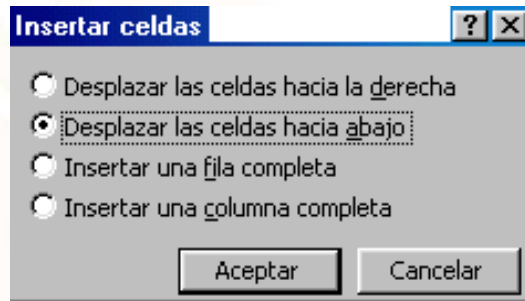 Insertar celdas
Desplazar las celdas hacia la derecha
Desplazar las celdas hacia abajo
Insertar una fila completa
Insertar una columna completa
Aceptar Cancelar